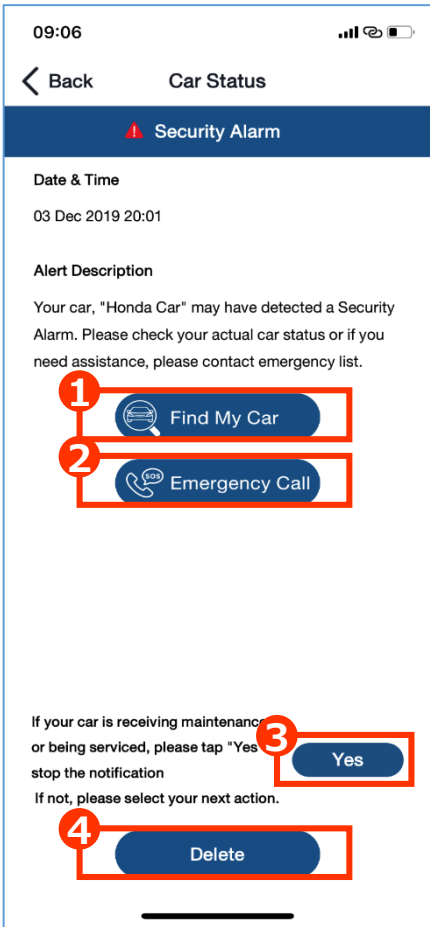 09:06
Back
Car Status
Security Alarm
Date & Time
03 Dec 2019 20:01
Alert Description
Your car, "Honda Car" may have detected a Security
Alarm. Please check your actual car status or if you
need assistance, please contact emergency list.
1
Find My Car
2
SOS
Emergency Call
If your car is receiving maintenance
or being serviced, please tap "Yes
stop the notification
If not, please select your next action.
3
Yes
4
Delete